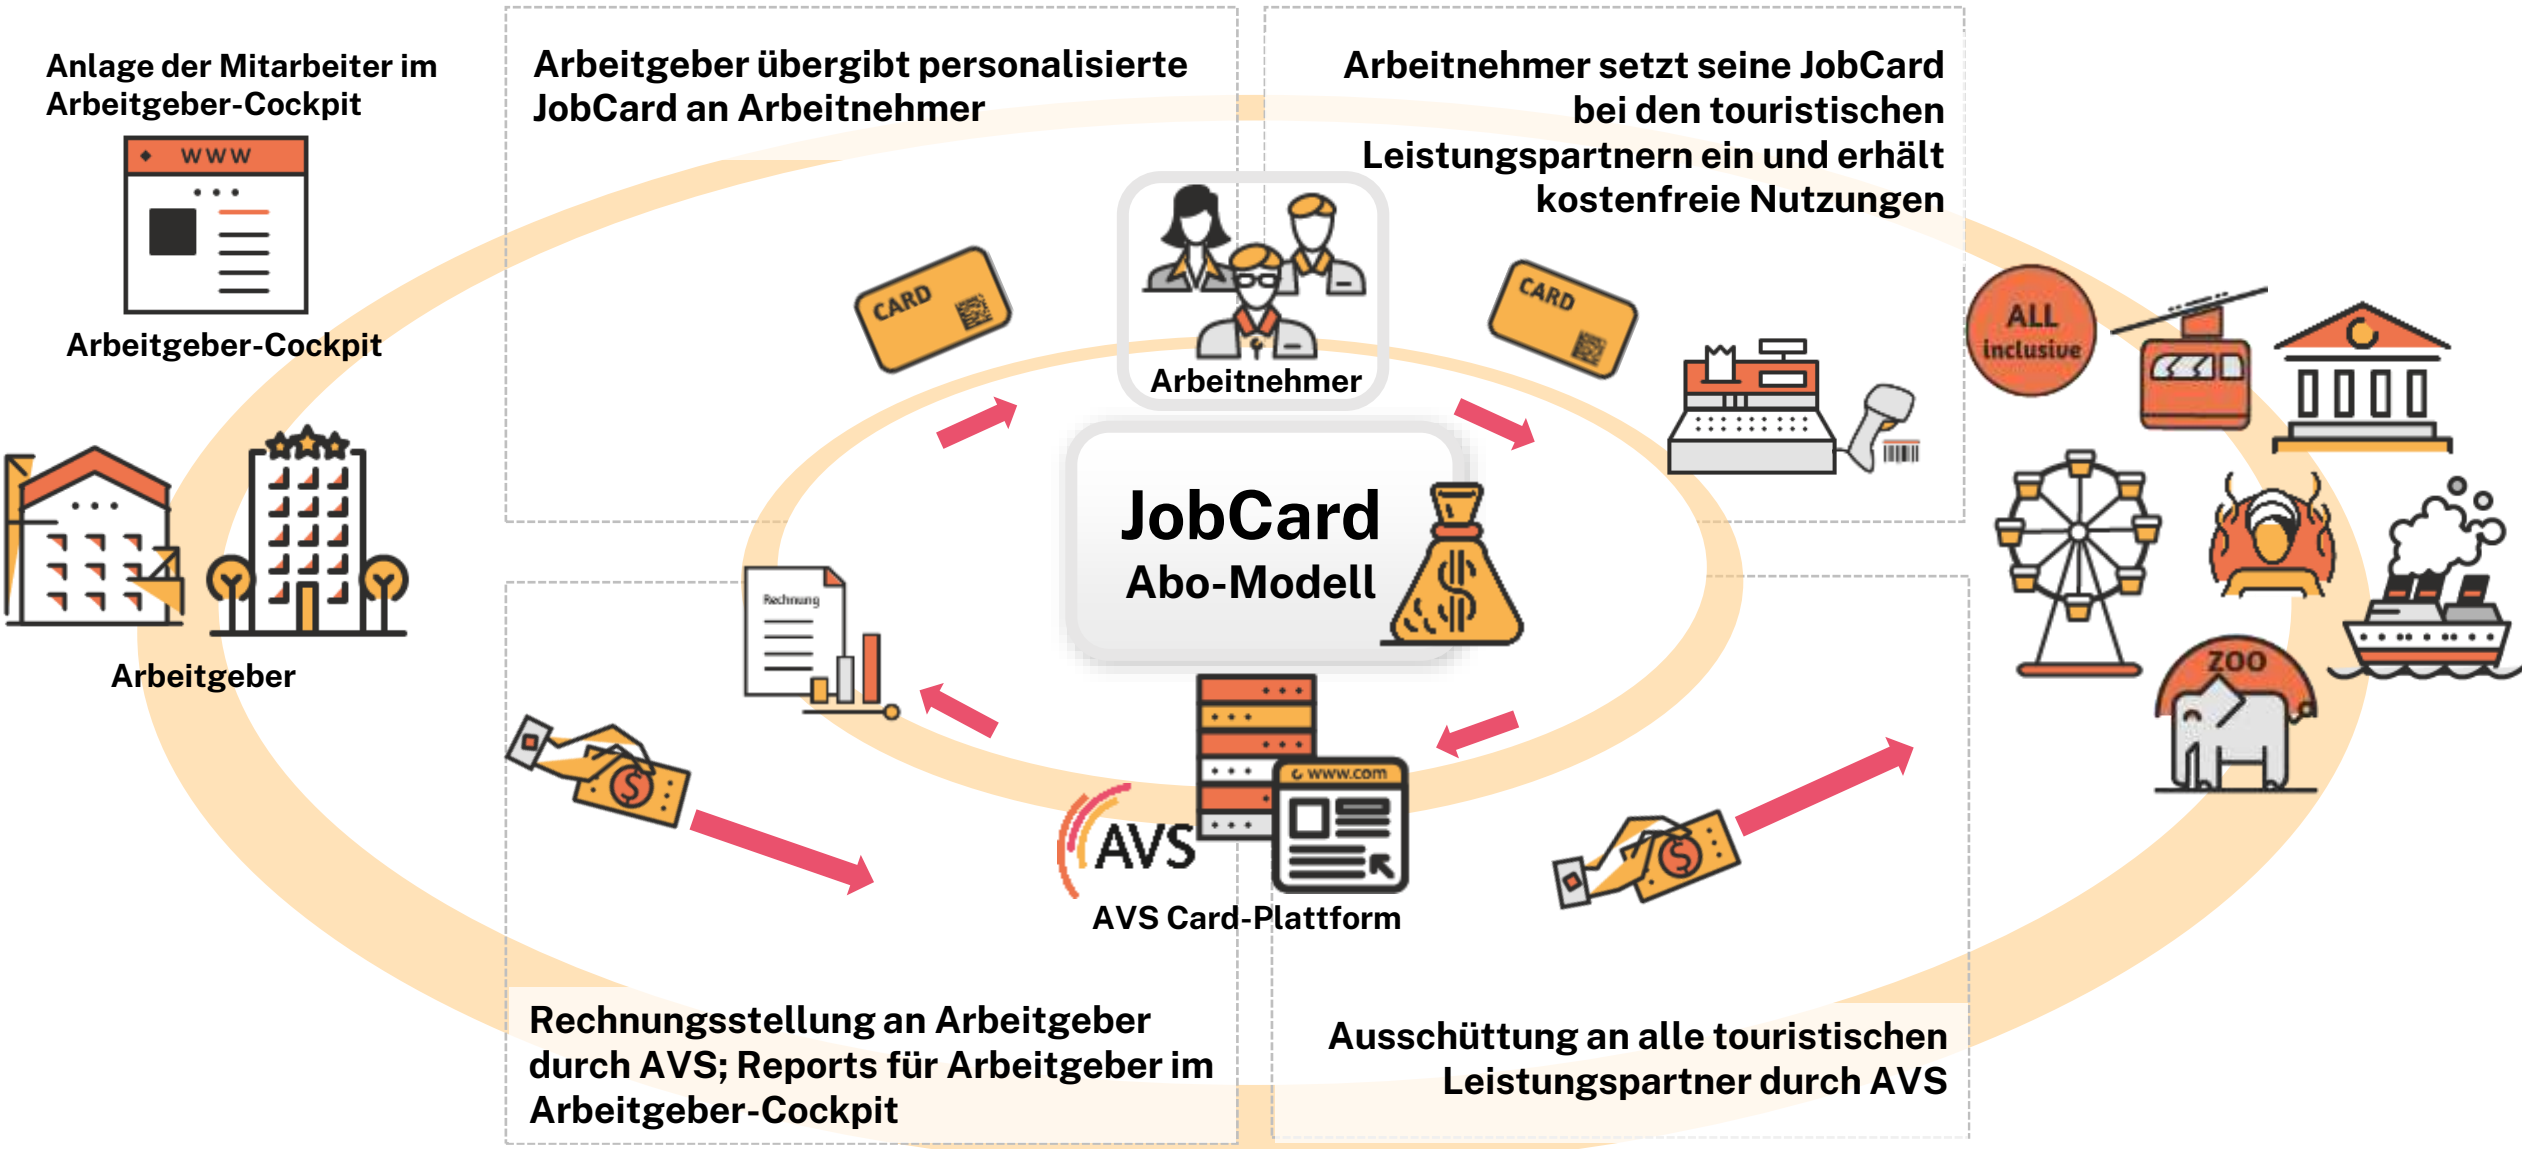 Anlage der Mitarbeiter im
Arbeitgeber-Cockpit
WWW
Arbeitgeber-Cockpit
Arbeitgeber
Arbeitgeber übergibt personalisierte
JobCard an Arbeitnehmer
CARD
Arbeitnehmer
Arbeitnehmer setzt seine JobCard
bei den touristischen
Leistungspartnern ein und erhält
kostenfreie Nutzungen
CARD
ALL
inclusive
ZOO
JobCard
Abo-Modell
$
Rechnung
$
AVS
www.com
AVS Card-Plattform
$
Rechnungsstellung an Arbeitgeber
durch AVS; Reports für Arbeitgeber im
Arbeitgeber-Cockpit
Ausschüttung an alle touristischen
Leistungspartner durch AVS